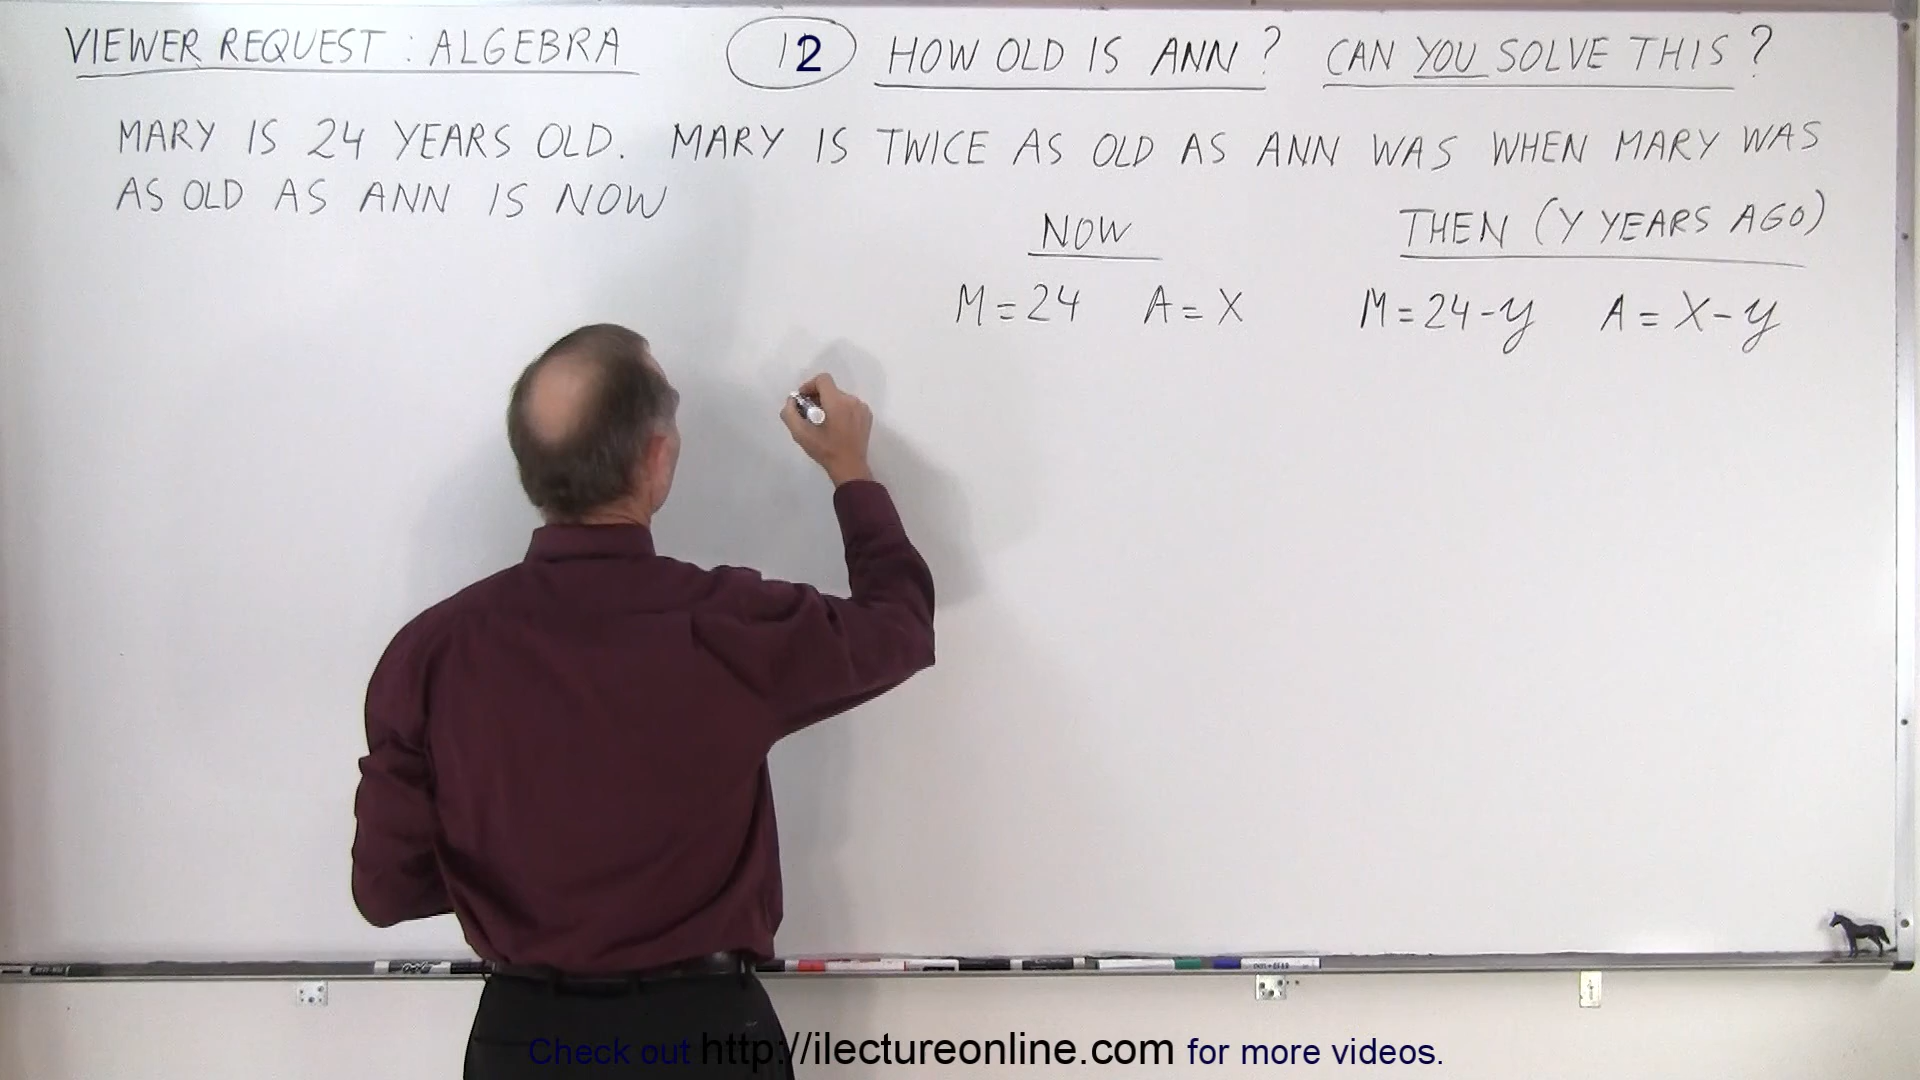 VIEWER REQUEST : ALGEBRA 12 HOW OLD IS ANN ? CAN YOU SOLVE THIS ?
MARY IS 24 YEARS OLD. MARY IS TWICE AS OLD AS ANN WAS WHEN MARY WAS
AS OLD AS ANN IS NOW
NOW THEN (Y YEARS AGO)
M = 24 A = X M = 24 - y A = X - y
Check out http://ilectureonline.com for more videos.